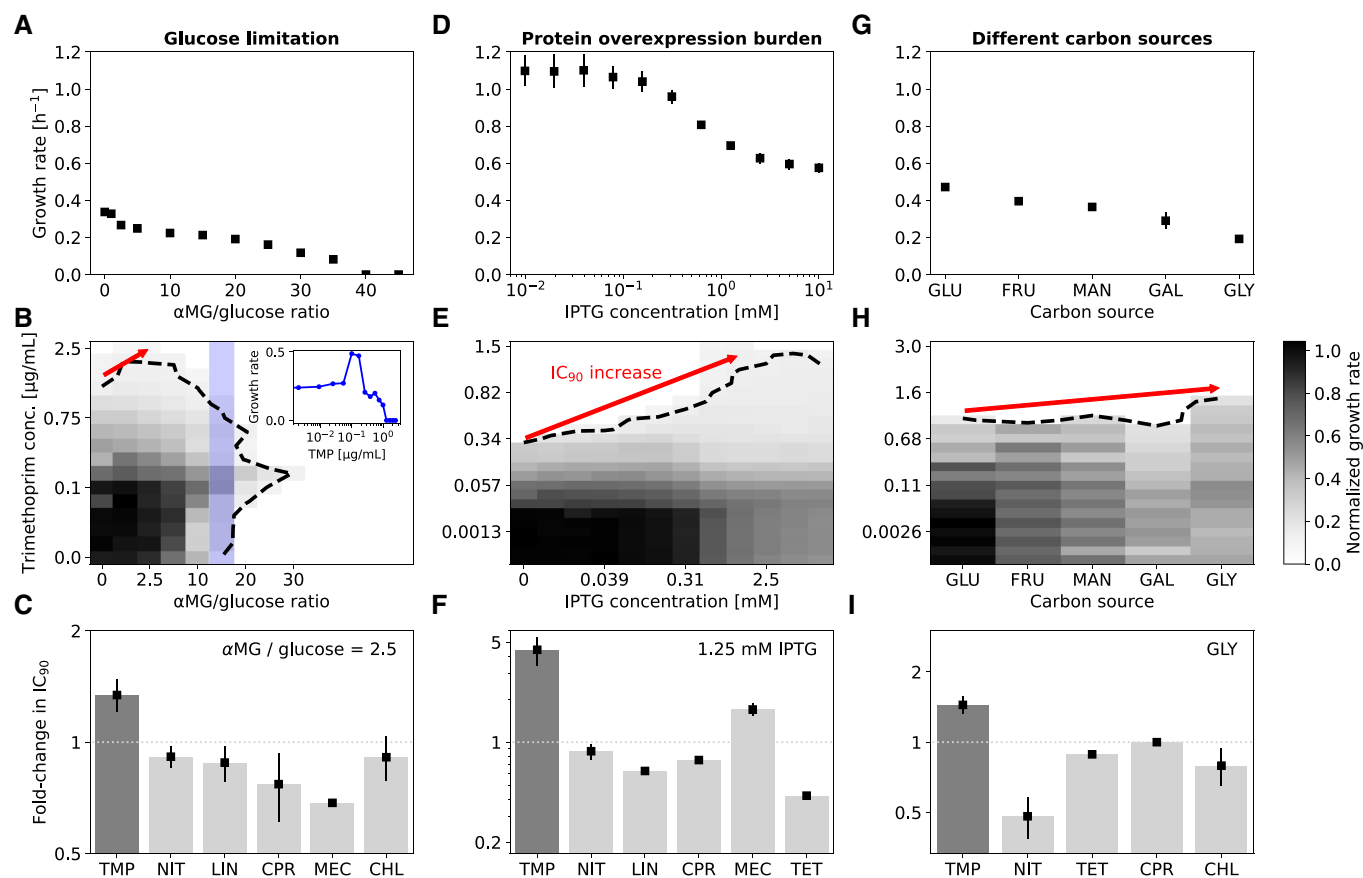 A
Glucose limitation
1.2
1.0
0.8
0.6
0.4
0.2
0.0
Growth rate [h⁻¹]
0 10 20 30 40
αMG/glucose ratio
D
Protein overexpression burden
1.2
1.0
0.8
0.6
0.4
0.2
0.0
10⁻² 10⁻¹ 10⁰ 10¹
IPTG concentration [mM]
G
Different carbon sources
1.2
1.0
0.8
0.6
0.4
0.2
0.0
GLU FRU MAN GAL GLY
Carbon source
B
Trimethoprim conc. [µg/mL]
2.5
0.75
0.1
0.0
0 2.5 10 20 30
αMG/glucose ratio
Growth rate
0.5
0.0
10⁻² 10⁻¹ 10⁰
TMP [µg/mL]
E
1.5
0.82
0.34
0.057
0.0013
IC₉₀ increase
0 0.039 0.31 2.5
IPTG concentration [mM]
H
3.0
1.6
0.68
0.11
0.0026
GLU FRU MAN GAL GLY
Carbon source
1.0
0.8
0.6
0.4
0.2
0.0
Normalized growth rate
C
Fold-change in IC₉₀
αMG / glucose = 2.5
2
1
0.5
TMP NIT LIN CPR MEC CHL
F
1.25 mM IPTG
5
1
0.2
TMP NIT LIN CPR MEC TET
I
GLY
2
1
0.5
TMP NIT TET CPR CHL